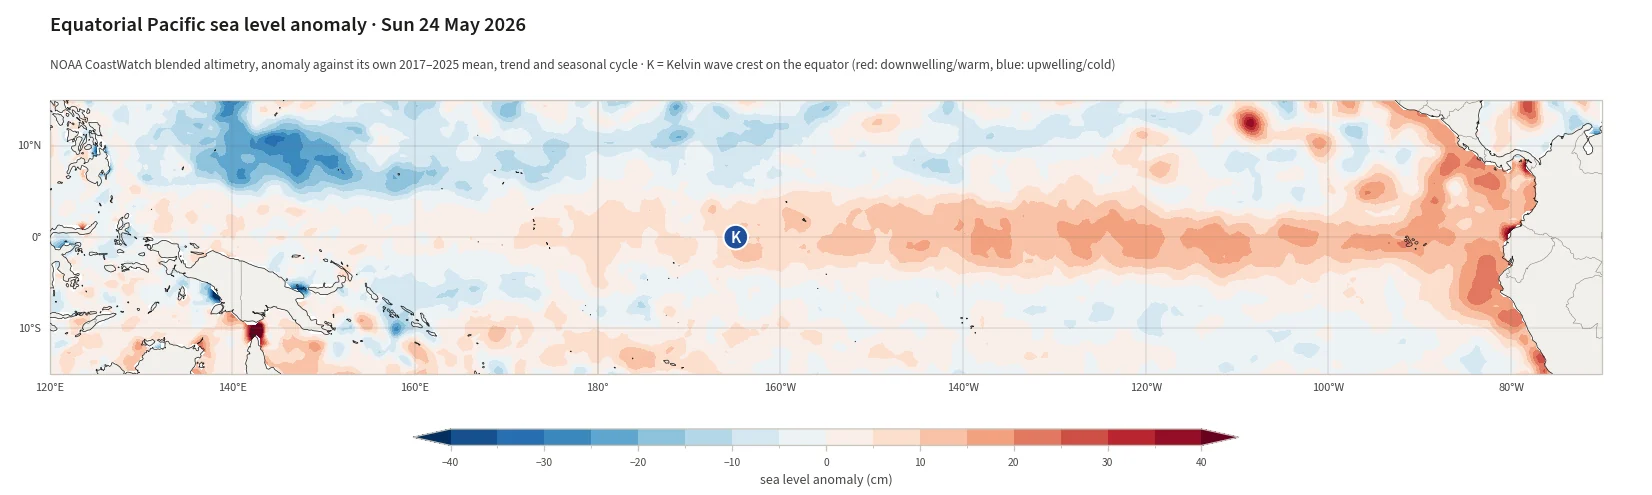 Equatorial Pacific sea level anomaly · Sun 24 May 2026
NOAA CoastWatch blended altimetry, anomaly against its own 2017–2025 mean, trend and seasonal cycle · K = Kelvin wave crest on the equator (red: downwelling/warm, blue: upwelling/cold)
10°N
0°
K
10°S
120°E 140°E 160°E 180° 160°W 140°W 120°W 100°W 80°W
−40 −30 −20 −10 0 10 20 30 40
sea level anomaly (cm)